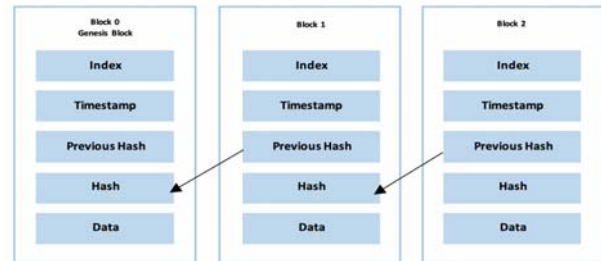 Block 0
Genesis Block
Index
Timestamp
Previous Hash
Hash
Data
Block 1
Index
Timestamp
Previous Hash
Hash
Data
Block 2
Index
Timestamp
Previous Hash
Hash
Data